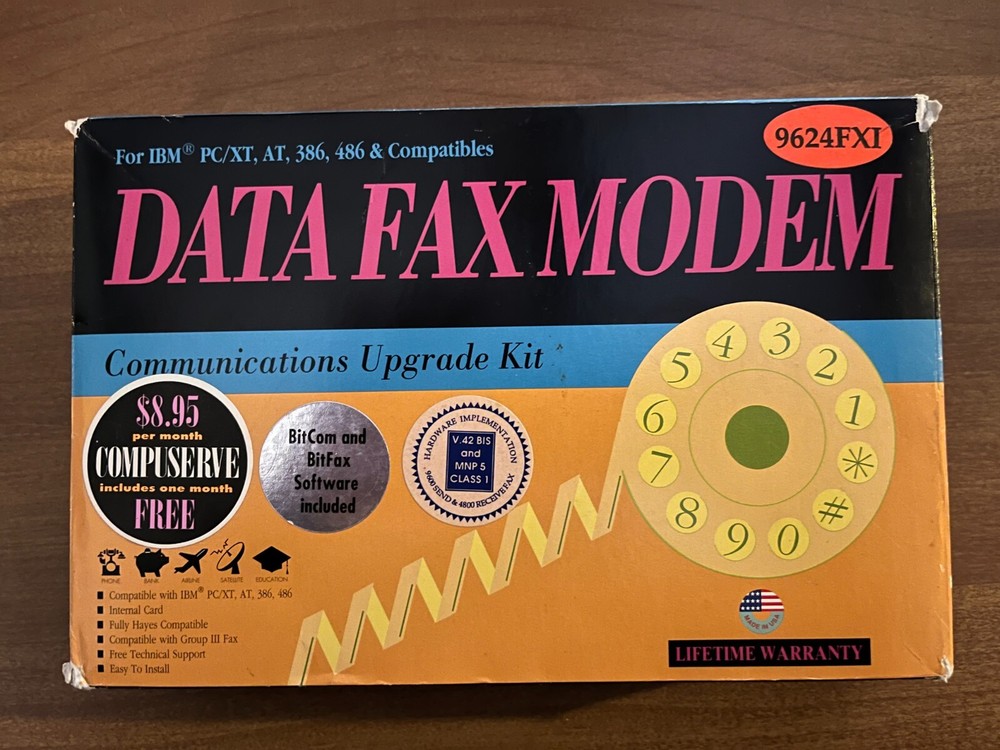 For IBM® PC/XT, AT, 386, 486 & Compatibles
9624FXI
DATA FAX MODEM
Communications Upgrade Kit
$8.95
per month
COMPUSERVE
includes one month
FREE
BitCom and
BitFax
Software
included
HARDWARE IMPLEMENTATION
V.42 BIS
and
MNP 5
CLASS 1
9600 SEND & 4800 RECEIVE FAX
1
2
3
4
5
6
7
8
9
0
#
*
PHONE
BANK
AIRLINE
SATELLITE
EDUCATION
Compatible with IBM® PC/XT, AT, 386, 486
Internal Card
Fully Hayes Compatible
Compatible with Group III Fax
Free Technical Support
Easy To Install
MADE IN USA
LIFETIME WARRANTY